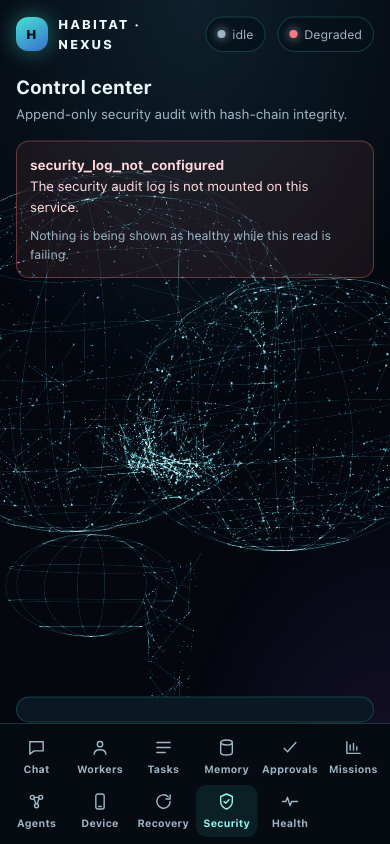 H
HABITAT ·
NEXUS
idle
Degraded
Control center
Append-only security audit with hash-chain integrity.
security_log_not_configured
The security audit log is not mounted on this
service.
Nothing is being shown as healthy while this read is
failing.
Chat
Workers
Tasks
Memory
Approvals
Missions
Agents
Device
Recovery
Security
Health